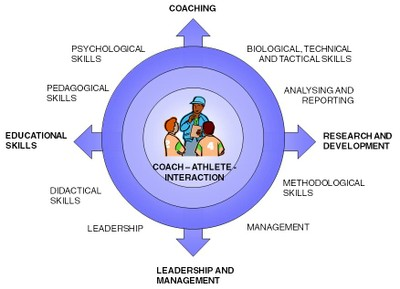 COACHING
PSYCHOLOGICAL
SKILLS
BIOLOGICAL, TECHNICAL
AND TACTICAL SKILLS
PEDAGOGICAL
SKILLS
ANALYSING AND
REPORTING
EDUCATIONAL
SKILLS
RESEARCH AND
DEVELOPMENT
COACH – ATHLETE -
INTERACTION
DIDACTICAL
SKILLS
METHODOLOGICAL
SKILLS
LEADERSHIP
MANAGEMENT
LEADERSHIP AND
MANAGEMENT